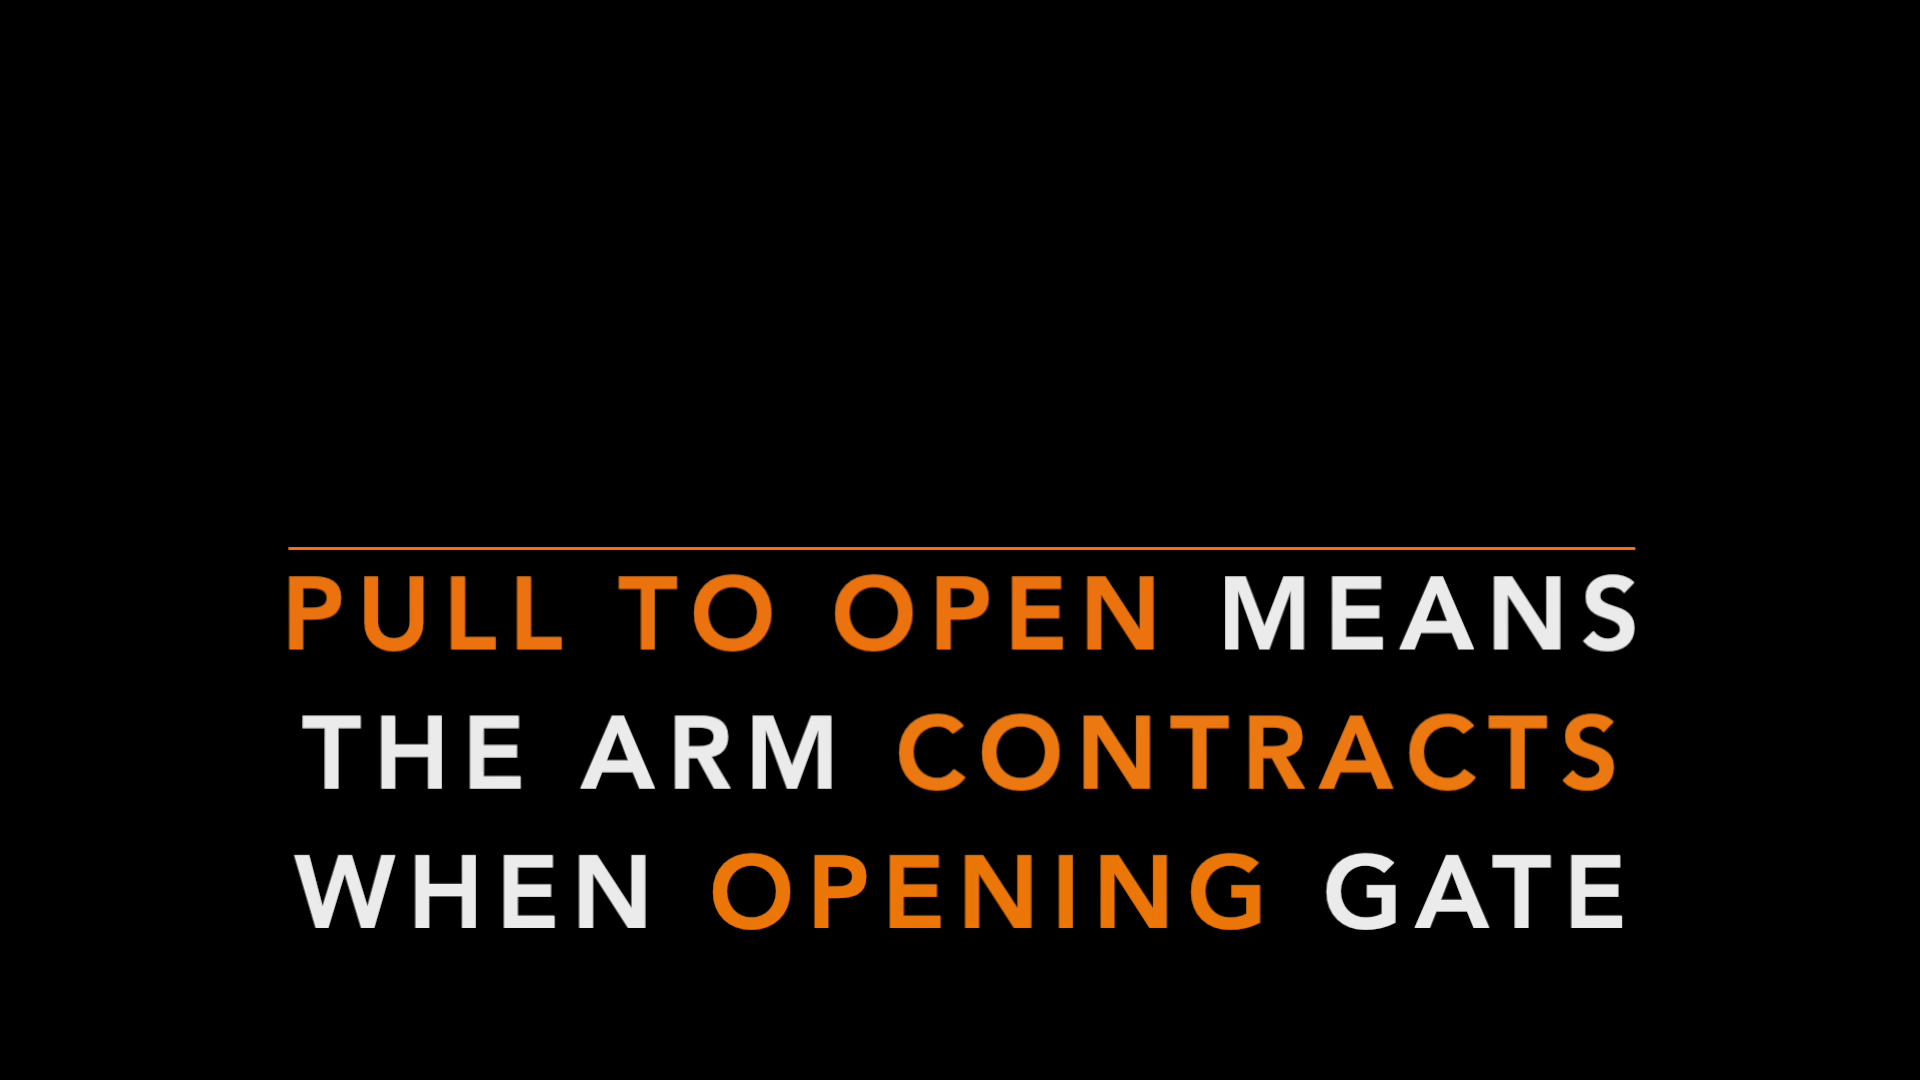 PULL TO OPEN MEANS
THE ARM CONTRACTS
WHEN OPENING GATE